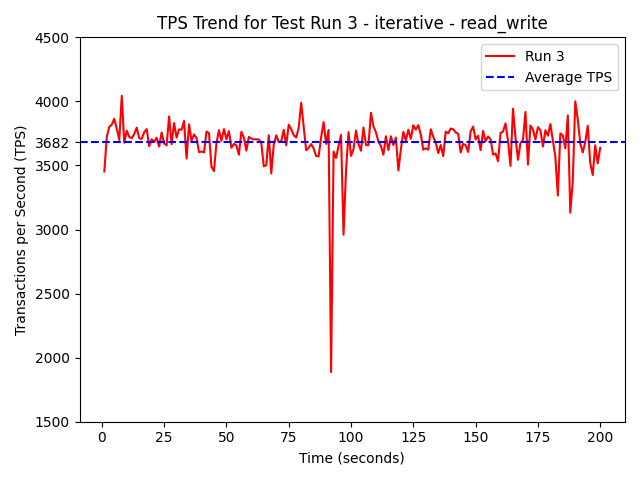 TPS Trend for Test Run 3 - iterative - read_write
Run 3
Average TPS
Transactions per Second (TPS)
4500
4000
3682
3500
3000
2500
2000
1500
0 25 50 75 100 125 150 175 200
Time (seconds)